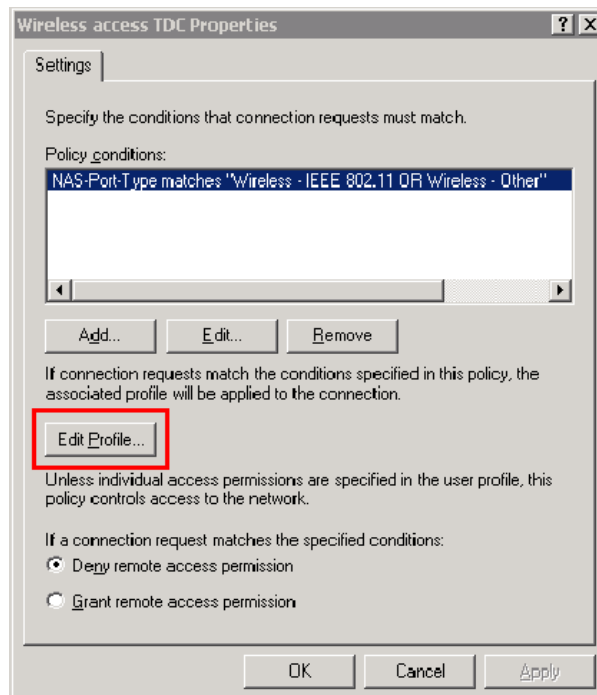 Wireless access TDC Properties
Settings
Specify the conditions that connection requests must match.
Policy conditions:
NAS-Port-Type matches "Wireless - IEEE 802.11 OR Wireless - Other"
Add... Edit... Remove
If connection requests match the conditions specified in this policy, the
associated profile will be applied to the connection.
Edit Profile...
Unless individual access permissions are specified in the user profile, this
policy controls access to the network.
If a connection request matches the specified conditions:
Deny remote access permission
Grant remote access permission
OK Cancel Apply